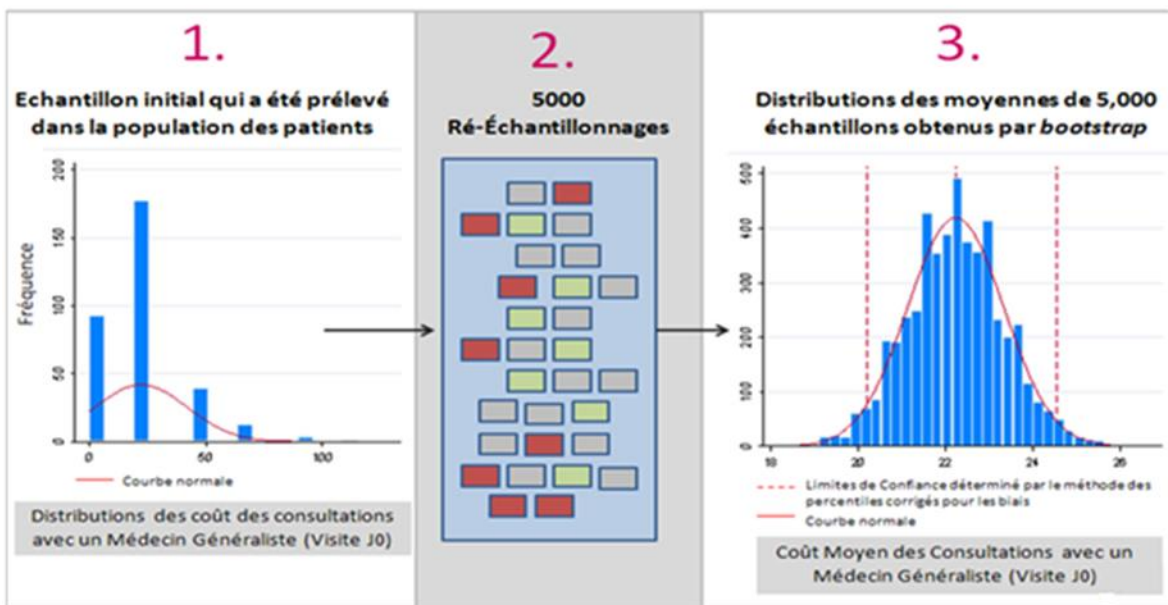 1.
Echantillon initial qui a été prélevé
dans la population des patients
200
150
100
50
0
Fréquence
0 50 100
Courbe normale
Distributions des coût des consultations
avec un Médecin Généraliste (Visite J0)
2.
5000
Ré-Échantillonnages
3.
Distributions des moyennes de 5,000
échantillons obtenus par bootstrap
500
400
300
200
100
0
18 20 22 24 26
Limites de Confiance déterminé par le méthode des
percentiles corrigés pour les biais
Courbe normale
Coût Moyen des Consultations avec un
Médecin Généraliste (Visite J0)